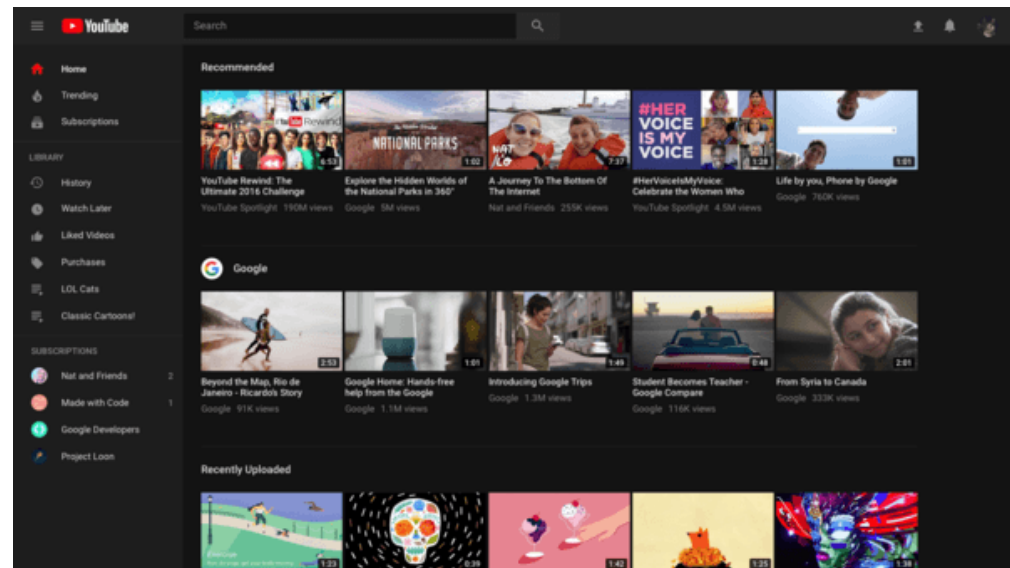 YouTube
Search
Home
Trending
Subscriptions
LIBRARY
History
Watch Later
Liked Videos
Purchases
LOL Cats
Classic Cartoons!
SUBSCRIPTIONS
Nat and Friends 2
Made with Code 1
Google Developers
Project Loon
Recommended
YouTube Rewind
6:53
YouTube Rewind: The
Ultimate 2016 Challenge
YouTube Spotlight 190M views
NATIONAL PARKS
1:02
Explore the Hidden Worlds of
the National Parks in 360°
Google 5M views
NAT
/LO
7:37
A Journey To The Bottom Of
The Internet
Nat and Friends 255K views
#HER
VOICE
IS MY
VOICE
1:28
#HerVoiceIsMyVoice:
Celebrate the Women Who
YouTube Spotlight 4.5M views
1:01
Life by you, Phone by Google
Google 760K views
G Google
2:53
Beyond the Map, Rio de
Janeiro - Ricardo's Story
Google 91K views
1:01
Google Home: Hands-free
help from the Google
Google 1.1M views
1:49
Introducing Google Trips
Google 1.3M views
0:48
Student Becomes Teacher -
Google Compare
Google 116K views
2:01
From Syria to Canada
Google 333K views
Recently Uploaded
1:23
0:39
1:42
1:25
1:38